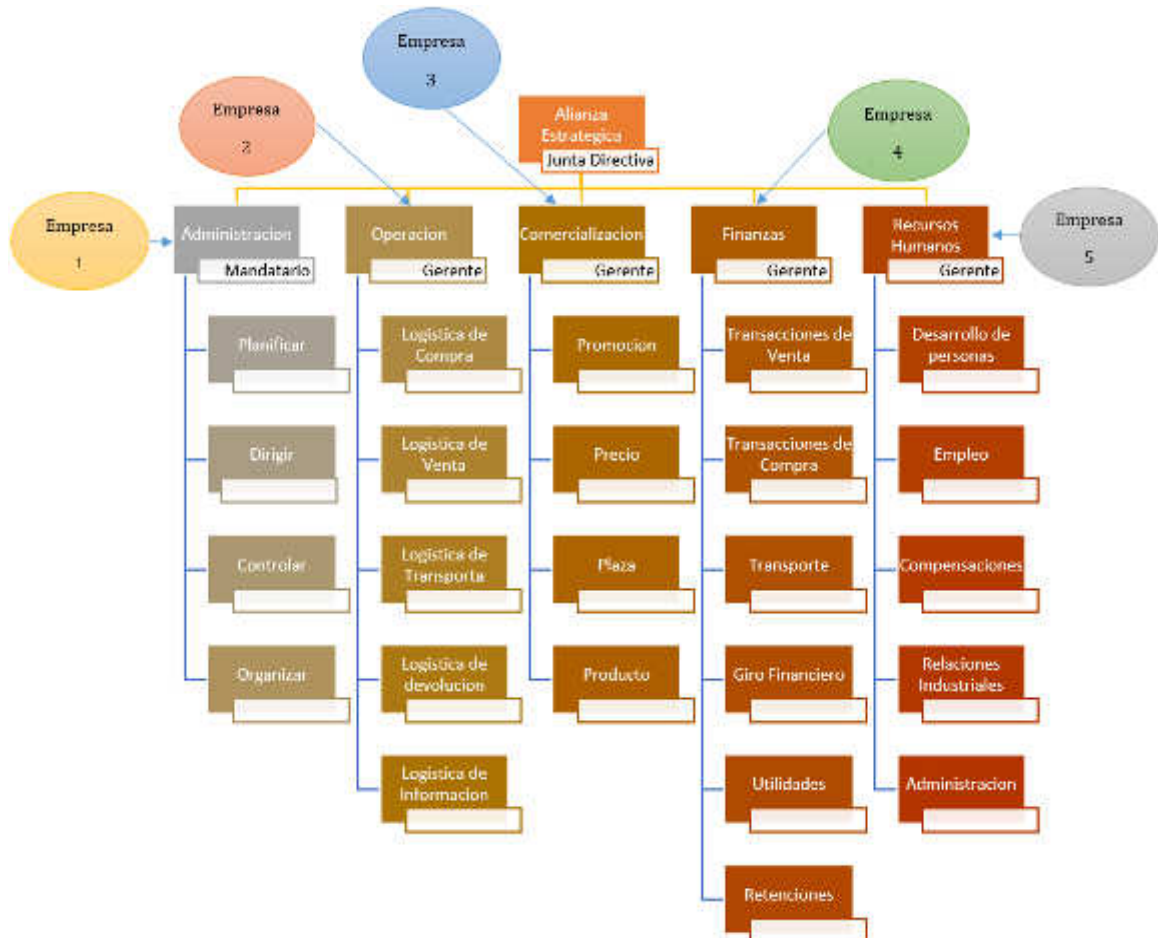 Empresa
3
Empresa
2
Alianza
Estrategica
Junta Directiva
Empresa
4
Empresa
1
Administracion
Mandatario
Operacion
Gerente
Comercializacion
Gerente
Finanzas
Gerente
Recursos
Humanos
Gerente
Empresa
5
Planificar
Dirigir
Controlar
Organizar
Logistica de
Compra
Logistica de
Venta
Logistica de
Transporta
Logistica de
devolucion
Logistica de
Informacion
Promocion
Precio
Plaza
Producto
Transacciones de
Venta
Transacciones de
Compra
Transporte
Giro Financiero
Utilidades
Retenciones
Desarrollo de
personas
Empleo
Compensaciones
Relaciones
Industriales
Administracion